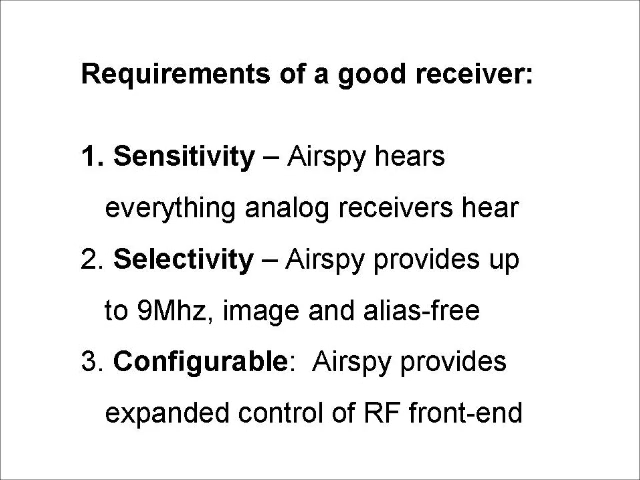 Requirements of a good receiver:
1. Sensitivity – Airspy hears
everything analog receivers hear
2. Selectivity – Airspy provides up
to 9Mhz, image and alias-free
3. Configurable:  Airspy provides
expanded control of RF front-end